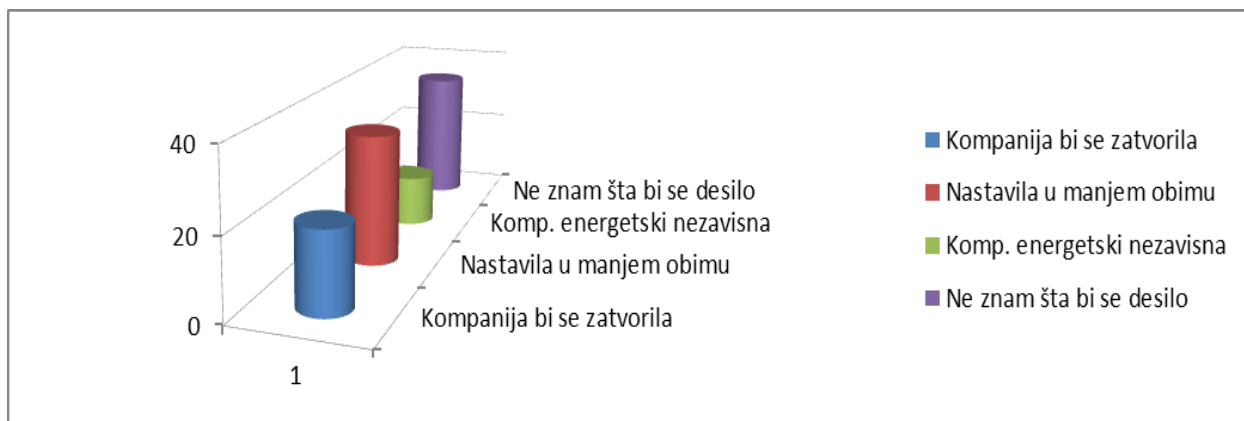 40
20
0
1
Ne znam šta bi se desilo
Komp. energetski nezavisna
Nastavila u manjem obimu
Kompanija bi se zatvorila
Kompanija bi se zatvorila
Nastavila u manjem obimu
Komp. energetski nezavisna
Ne znam šta bi se desilo